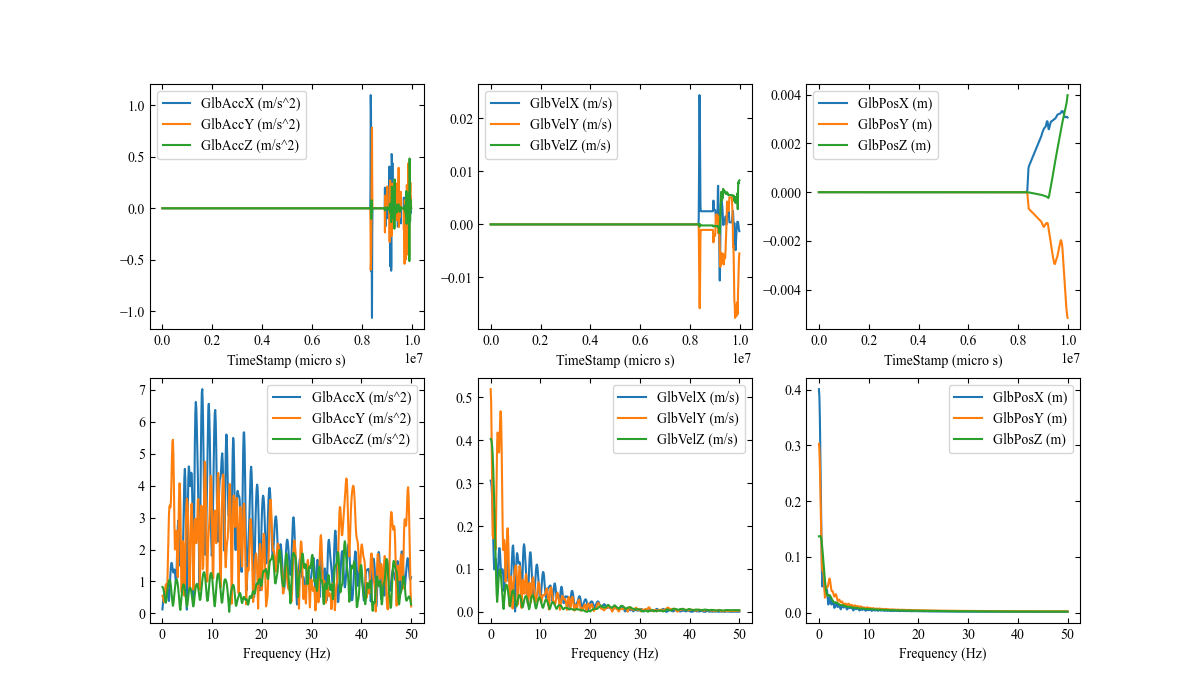 GlbAccX (m/s^2)
GlbAccY (m/s^2)
GlbAccZ (m/s^2)
1.0
0.5
0.0
−0.5
−1.0
0.0 0.2 0.4 0.6 0.8 1.0
1e7
TimeStamp (micro s)
GlbVelX (m/s)
GlbVelY (m/s)
GlbVelZ (m/s)
0.02
0.01
0.00
−0.01
0.0 0.2 0.4 0.6 0.8 1.0
1e7
TimeStamp (micro s)
GlbPosX (m)
GlbPosY (m)
GlbPosZ (m)
0.004
0.002
0.000
−0.002
−0.004
0.0 0.2 0.4 0.6 0.8 1.0
1e7
TimeStamp (micro s)
GlbAccX (m/s^2)
GlbAccY (m/s^2)
GlbAccZ (m/s^2)
7
6
5
4
3
2
1
0
0 10 20 30 40 50
Frequency (Hz)
GlbVelX (m/s)
GlbVelY (m/s)
GlbVelZ (m/s)
0.5
0.4
0.3
0.2
0.1
0.0
0 10 20 30 40 50
Frequency (Hz)
GlbPosX (m)
GlbPosY (m)
GlbPosZ (m)
0.4
0.3
0.2
0.1
0.0
0 10 20 30 40 50
Frequency (Hz)